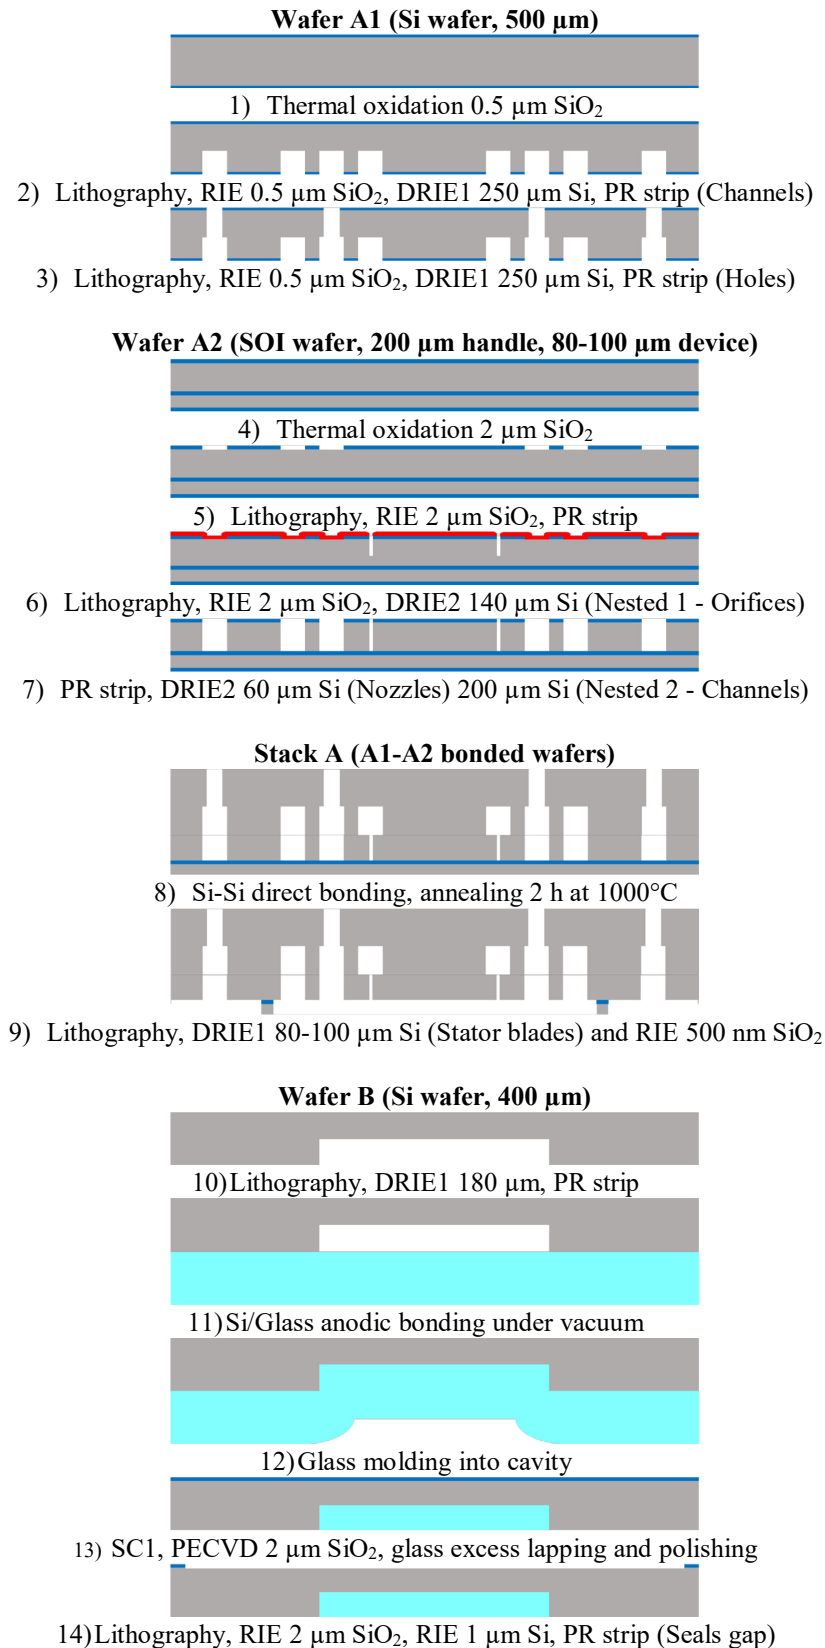 Wafer A1 (Si wafer, 500 µm)
1) Thermal oxidation 0.5 µm SiO₂
2) Lithography, RIE 0.5 µm SiO₂, DRIE1 250 µm Si, PR strip (Channels)
3) Lithography, RIE 0.5 µm SiO₂, DRIE1 250 µm Si, PR strip (Holes)
Wafer A2 (SOI wafer, 200 µm handle, 80-100 µm device)
4) Thermal oxidation 2 µm SiO₂
5) Lithography, RIE 2 µm SiO₂, PR strip
6) Lithography, RIE 2 µm SiO₂, DRIE2 140 µm Si (Nested 1 - Orifices)
7) PR strip, DRIE2 60 µm Si (Nozzles) 200 µm Si (Nested 2 - Channels)
Stack A (A1-A2 bonded wafers)
8) Si-Si direct bonding, annealing 2 h at 1000°C
9) Lithography, DRIE1 80-100 µm Si (Stator blades) and RIE 500 nm SiO₂
Wafer B (Si wafer, 400 µm)
10)Lithography, DRIE1 180 µm, PR strip
11)Si/Glass anodic bonding under vacuum
12)Glass molding into cavity
13) SC1, PECVD 2 µm SiO₂, glass excess lapping and polishing
14)Lithography, RIE 2 µm SiO₂, RIE 1 µm Si, PR strip (Seals gap)